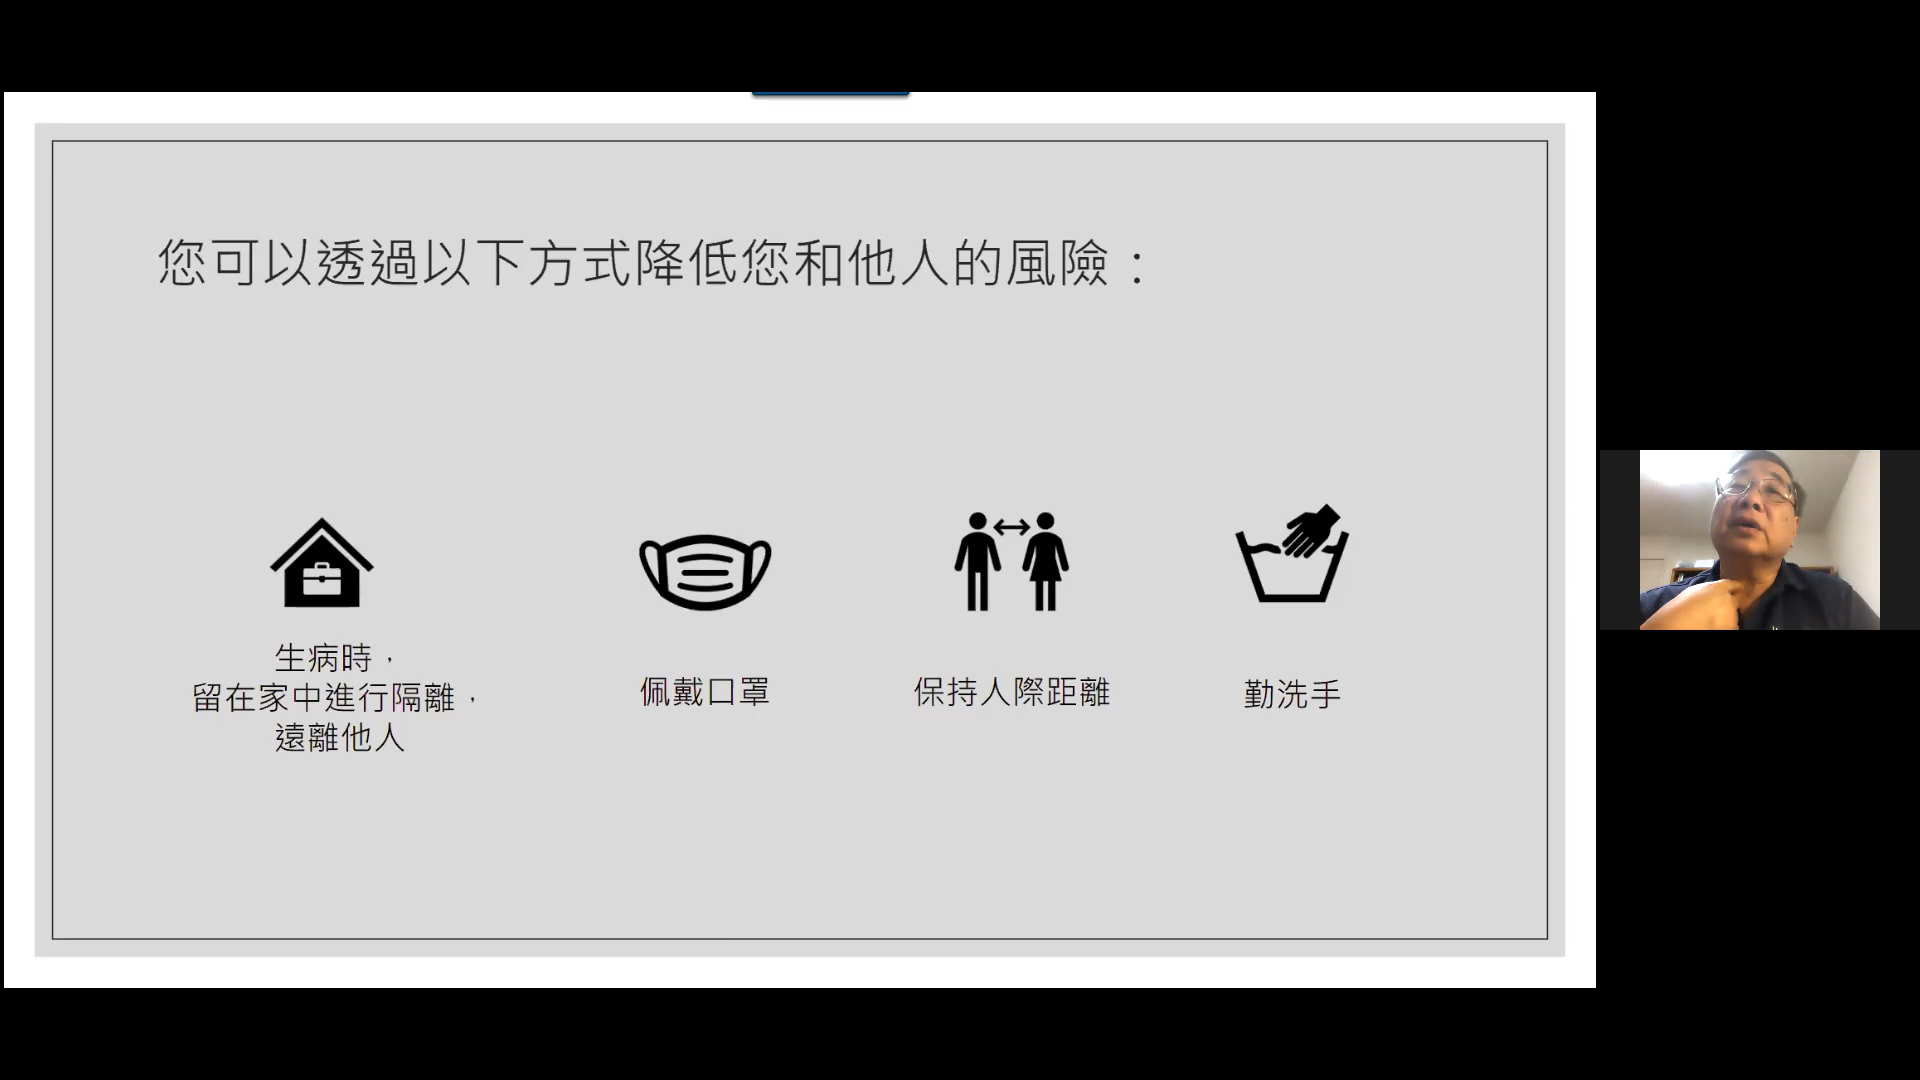 您可以透過以下方式降低您和他人的風險：
生病時，
留在家中進行隔離，
遠離他人
佩戴口罩
保持人際距離
勤洗手